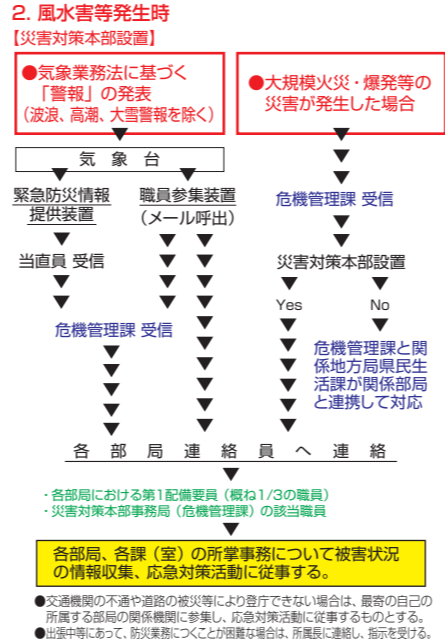 2. 風水害等発生時
【災害対策本部設置】
●気象業務法に基づく
「警報」の発表
(波浪、高潮、大雪警報を除く)
●大規模火災・爆発等の
災害が発生した場合
気象台
緊急防災情報
提供装置
職員参集装置
(メール呼出)
危機管理課 受信
当直員 受信
災害対策本部設置
Yes
No
危機管理課 受信
危機管理課と関
係地方局県民生
活課が関係部局
と連携して対応
各部局連絡員へ連絡
・各部局における第1配備要員(概ね1/3の職員)
・災害対策本部事務局(危機管理課)の該当職員
各部局、各課(室)の所掌事務について被害状況
の情報収集、応急対策活動に従事する。
●交通機関の不通や道路の被災等により登庁できない場合は、最寄の自己の
所属する部局の関係機関に参集し、応急対策活動に従事するものとする。
●出張中等にあって、防災業務につくことが困難な場合は、所属長に連絡し、指示を受ける。